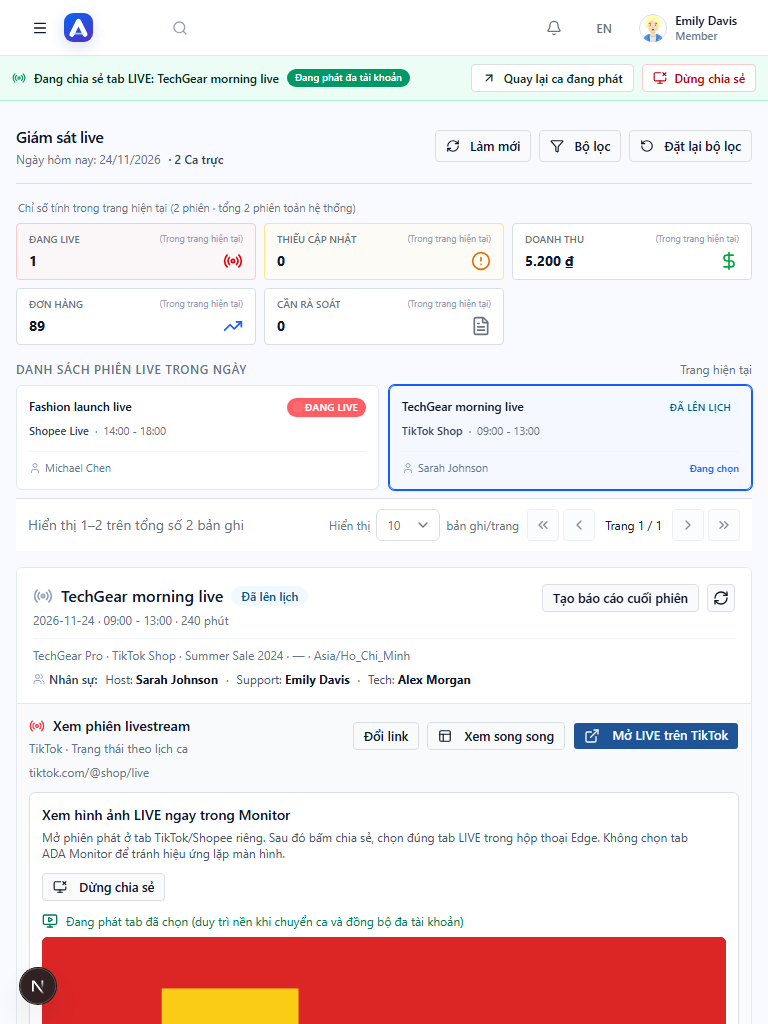 EN
Emily Davis
Member
Đang chia sẻ tab LIVE: TechGear morning live
Đang phát đa tài khoản
Quay lại ca đang phát
Dừng chia sẻ
Giám sát live
Ngày hôm nay: 24/11/2026 · 2 Ca trực
Làm mới
Bộ lọc
Đặt lại bộ lọc
Chỉ số tính trong trang hiện tại (2 phiên · tổng 2 phiên toàn hệ thống)
ĐANG LIVE
(Trong trang hiện tại)
1
THIẾU CẬP NHẬT
(Trong trang hiện tại)
0
DOANH THU
(Trong trang hiện tại)
5.200 ₫
ĐƠN HÀNG
(Trong trang hiện tại)
89
CẦN RÀ SOÁT
(Trong trang hiện tại)
0
DANH SÁCH PHIÊN LIVE TRONG NGÀY
Trang hiện tại
Fashion launch live
ĐANG LIVE
Shopee Live · 14:00 - 18:00
Michael Chen
TechGear morning live
ĐÃ LÊN LỊCH
TikTok Shop · 09:00 - 13:00
Sarah Johnson
Đang chọn
Hiển thị 1–2 trên tổng số 2 bản ghi
Hiển thị
10
bản ghi/trang
Trang 1 / 1
TechGear morning live
Đã lên lịch
Tạo báo cáo cuối phiên
2026-11-24 · 09:00 - 13:00 · 240 phút
TechGear Pro · TikTok Shop · Summer Sale 2024 · — · Asia/Ho_Chi_Minh
Nhân sự: Host: Sarah Johnson · Support: Emily Davis · Tech: Alex Morgan
Xem phiên livestream
Đổi link
Xem song song
Mở LIVE trên TikTok
TikTok · Trạng thái theo lịch ca
tiktok.com/@shop/live
Xem hình ảnh LIVE ngay trong Monitor
Mở phiên phát ở tab TikTok/Shopee riêng. Sau đó bấm chia sẻ, chọn đúng tab LIVE trong hộp thoại Edge. Không chọn tab
ADA Monitor để tránh hiệu ứng lặp màn hình.
Dừng chia sẻ
Đang phát tab đã chọn (duy trì nền khi chuyển ca và đồng bộ đa tài khoản)
N